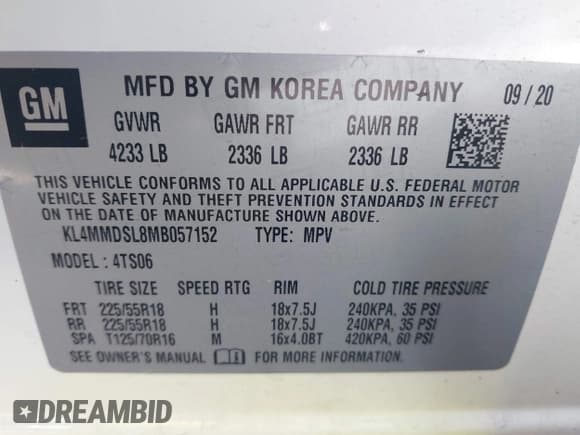 GM
MFD BY GM KOREA COMPANY 09/20
GVWR GAWR FRT GAWR RR
4233 LB 2336 LB 2336 LB
THIS VEHICLE CONFORMS TO ALL APPLICABLE U.S. FEDERAL MOTOR
VEHICLE SAFETY AND THEFT PREVENTION STANDARDS IN EFFECT
ON THE DATE OF MANUFACTURE SHOWN ABOVE.
KL4MMDSL8MB057152 TYPE: MPV
MODEL: 4TS06
TIRE SIZE SPEED RTG RIM COLD TIRE PRESSURE
FRT 225/55R18 H 18x7.5J 240KPA, 35 PSI
RR 225/55R18 H 18x7.5J 240KPA, 35 PSI
SPA T125/70R16 M 16x4.0BT 420KPA, 60 PSI
SEE OWNER'S MANUAL FOR MORE INFORMATION.
DREAMBID